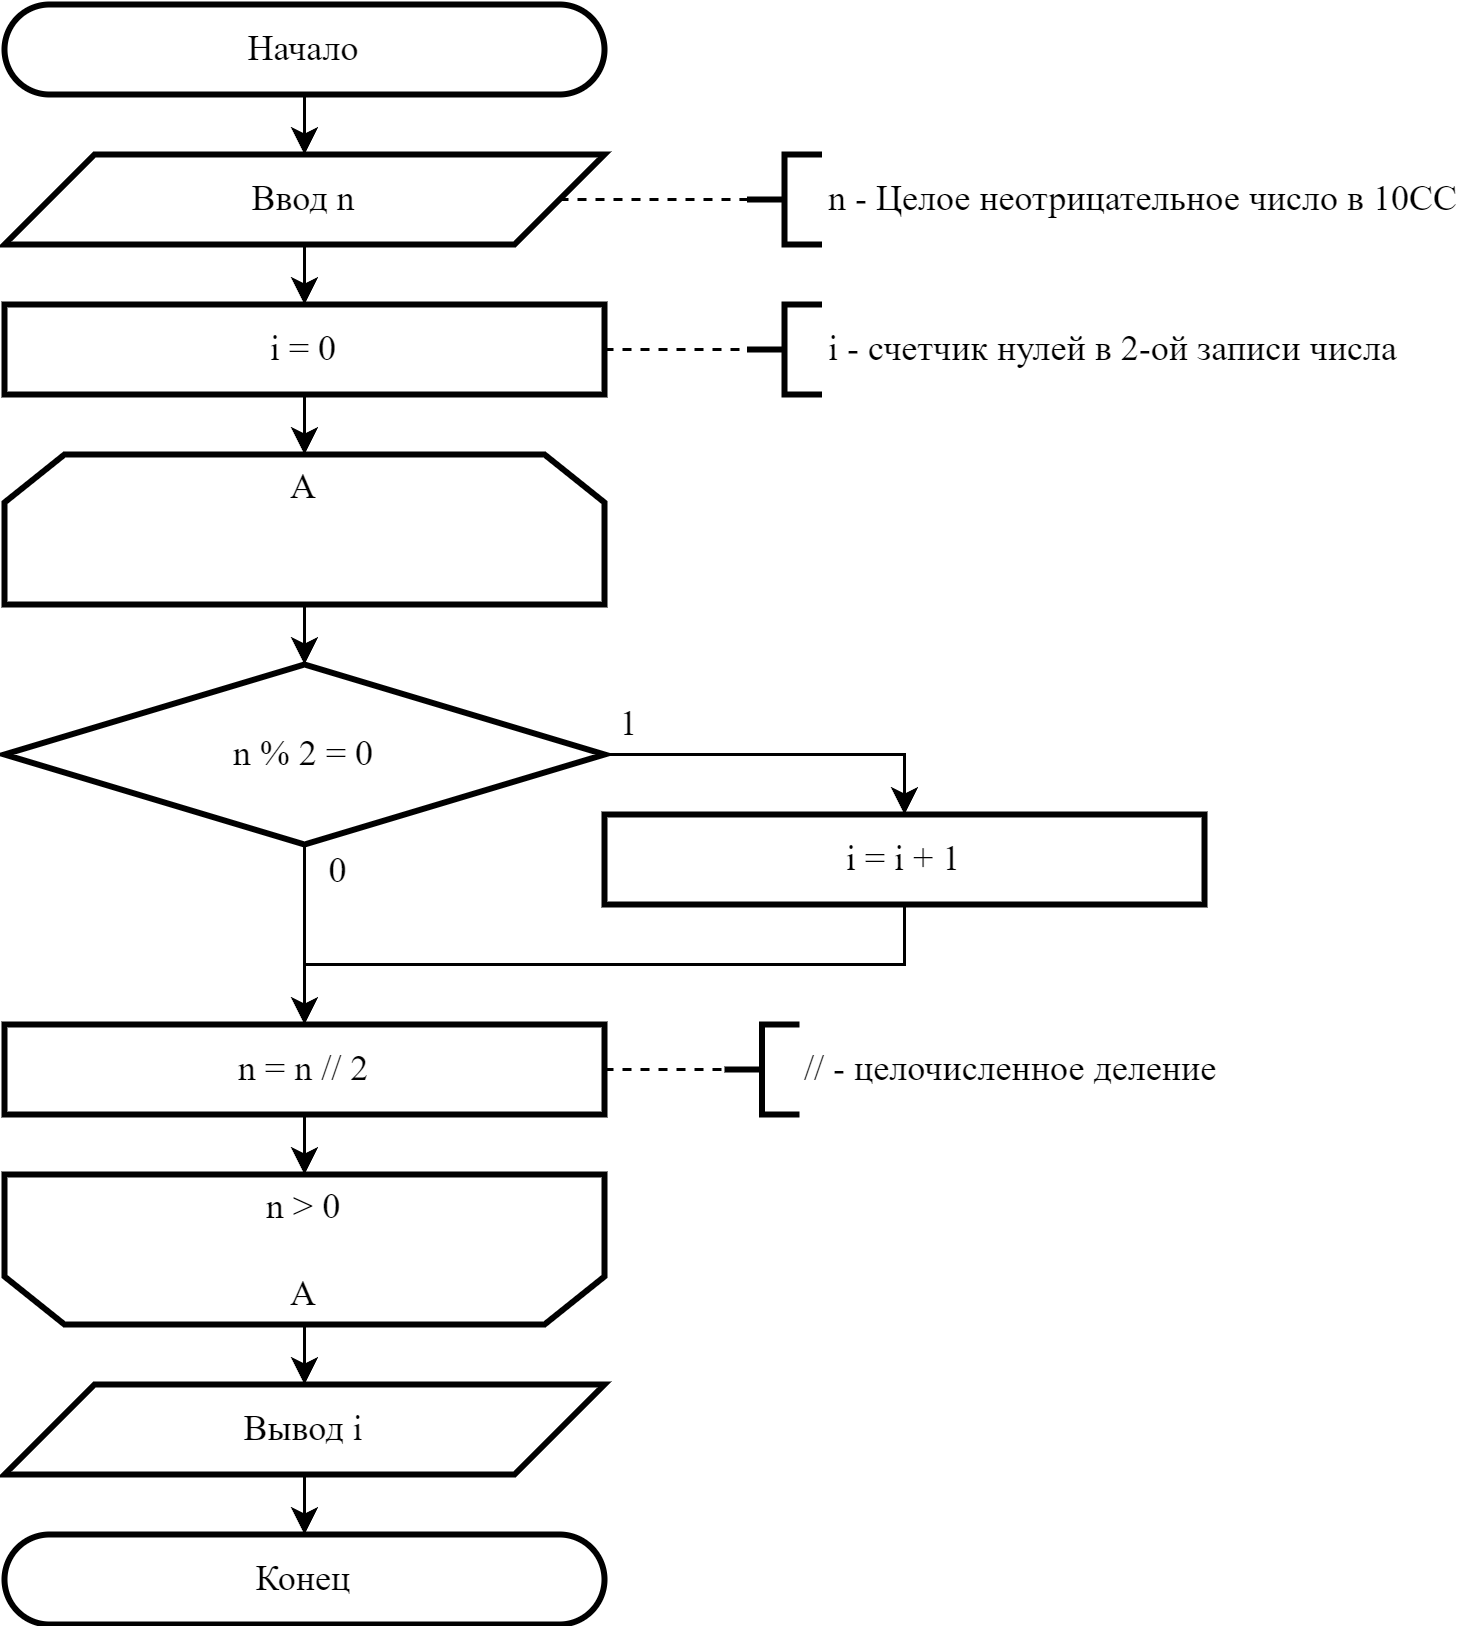 Начало
Ввод n
n - Целое неотрицательное число в 10СС
i = 0
i - счетчик нулей в 2-ой записи числа
А
n % 2 = 0
1
0
i = i + 1
n = n // 2
// - целочисленное деление
n > 0
А
Вывод i
Конец